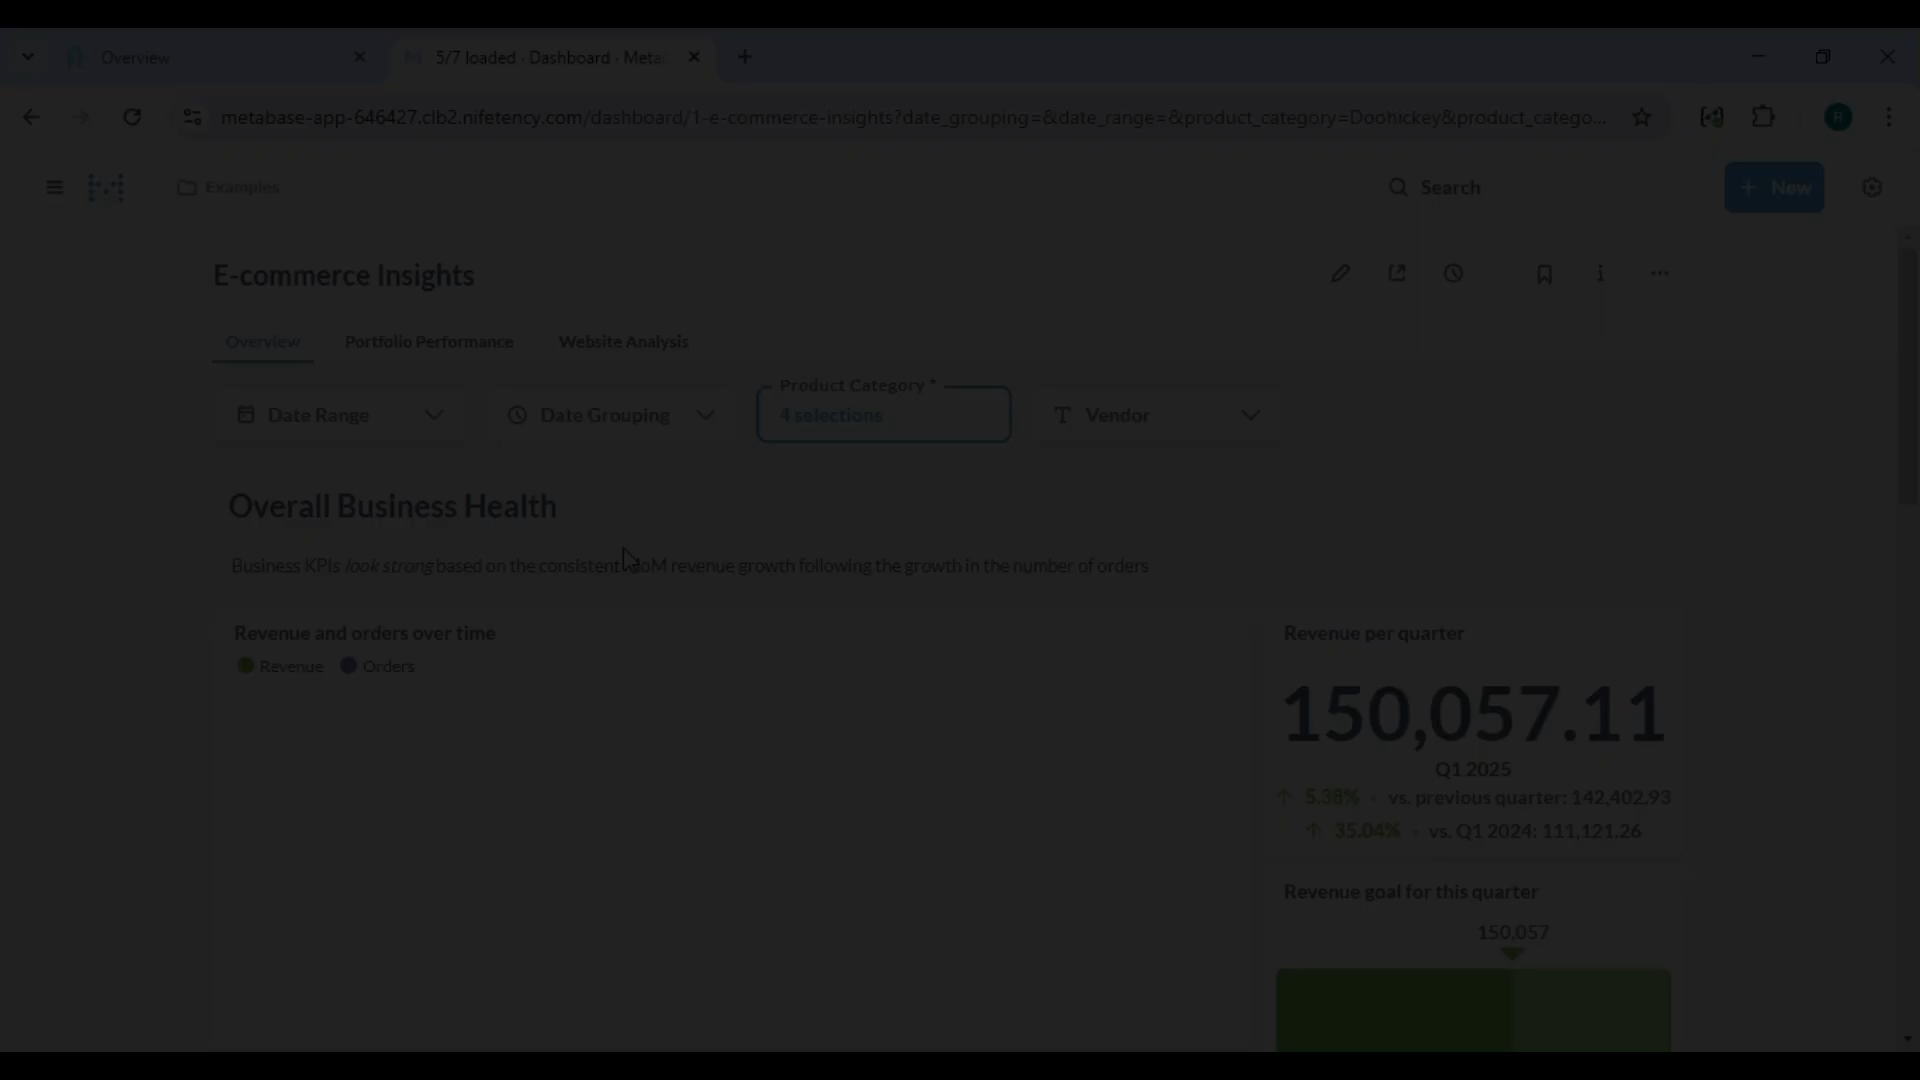 Overview
5/7 loaded · Dashboard · Meta
metabase-app-646427.clb2.nifetency.com/dashboard/1-e-commerce-insights?date_grouping=&date_range=&product_category=Doohickey&product_catego...
R
Examples
Search
+ New
E-commerce Insights
Overview
Portfolio Performance
Website Analysis
Date Range
Date Grouping
Product Category *
4 selections
Vendor
Overall Business Health
Business KPIs look strong based on the consistent MoM revenue growth following the growth in the number of orders
Revenue and orders over time
Revenue
Orders
Revenue per quarter
150,057.11
Q1 2025
↑ 5.38% · vs. previous quarter: 142,402.93
↑ 35.04% · vs. Q1 2024: 111,121.26
Revenue goal for this quarter
150,057